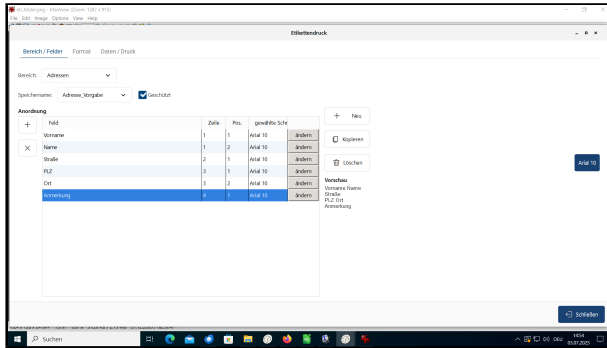 File Edit Image Options View Help
Etikettendruck
Bereich / Felder Format Daten / Druck
Bereich: Adressen
Speichername: Adresse_Vorgabe Geschützt
Anordnung
Feld Zeile Pos. gewählte Schr
Vorname 1 1 Arial 10 ändern
Name 1 2 Arial 10 ändern
Straße 2 1 Arial 10 ändern
PLZ 3 1 Arial 10 ändern
Ort 3 2 Arial 10 ändern
Anmerkung 4 1 Arial 10 ändern
Neu
Kopieren
Löschen
Vorschau
Vorname Name
Straße
PLZ Ort
Anmerkung
Arial 10
Schließen
Suchen
DEU
14:54
03.07.2025